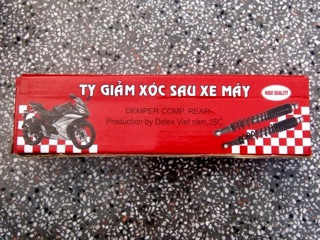 TY GIẢM XÓC SAU XE MÁY
HIGH QUALITY
DEMPER COMP. REAR
Production by Detex Viet nam.,JSC